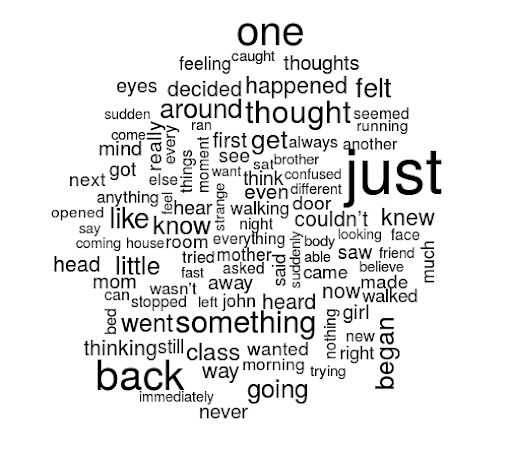 one
feeling caught thoughts
eyes decided happened felt
sudden around thought seemed
come ran running
mind really every things moment first get always another
see sat brother just
next got else want think confused
anything feel strange even different
opened like hear walking door
say know night couldn't knew
coming house room everything body looking face
suddenly
head little tried mother said able saw friend much
fast asked came believe
mom wasn't away made
can stopped left john heard now walked
bed went something nothing girl
new began
thinking still class wanted right
back way morning trying
immediately going
never